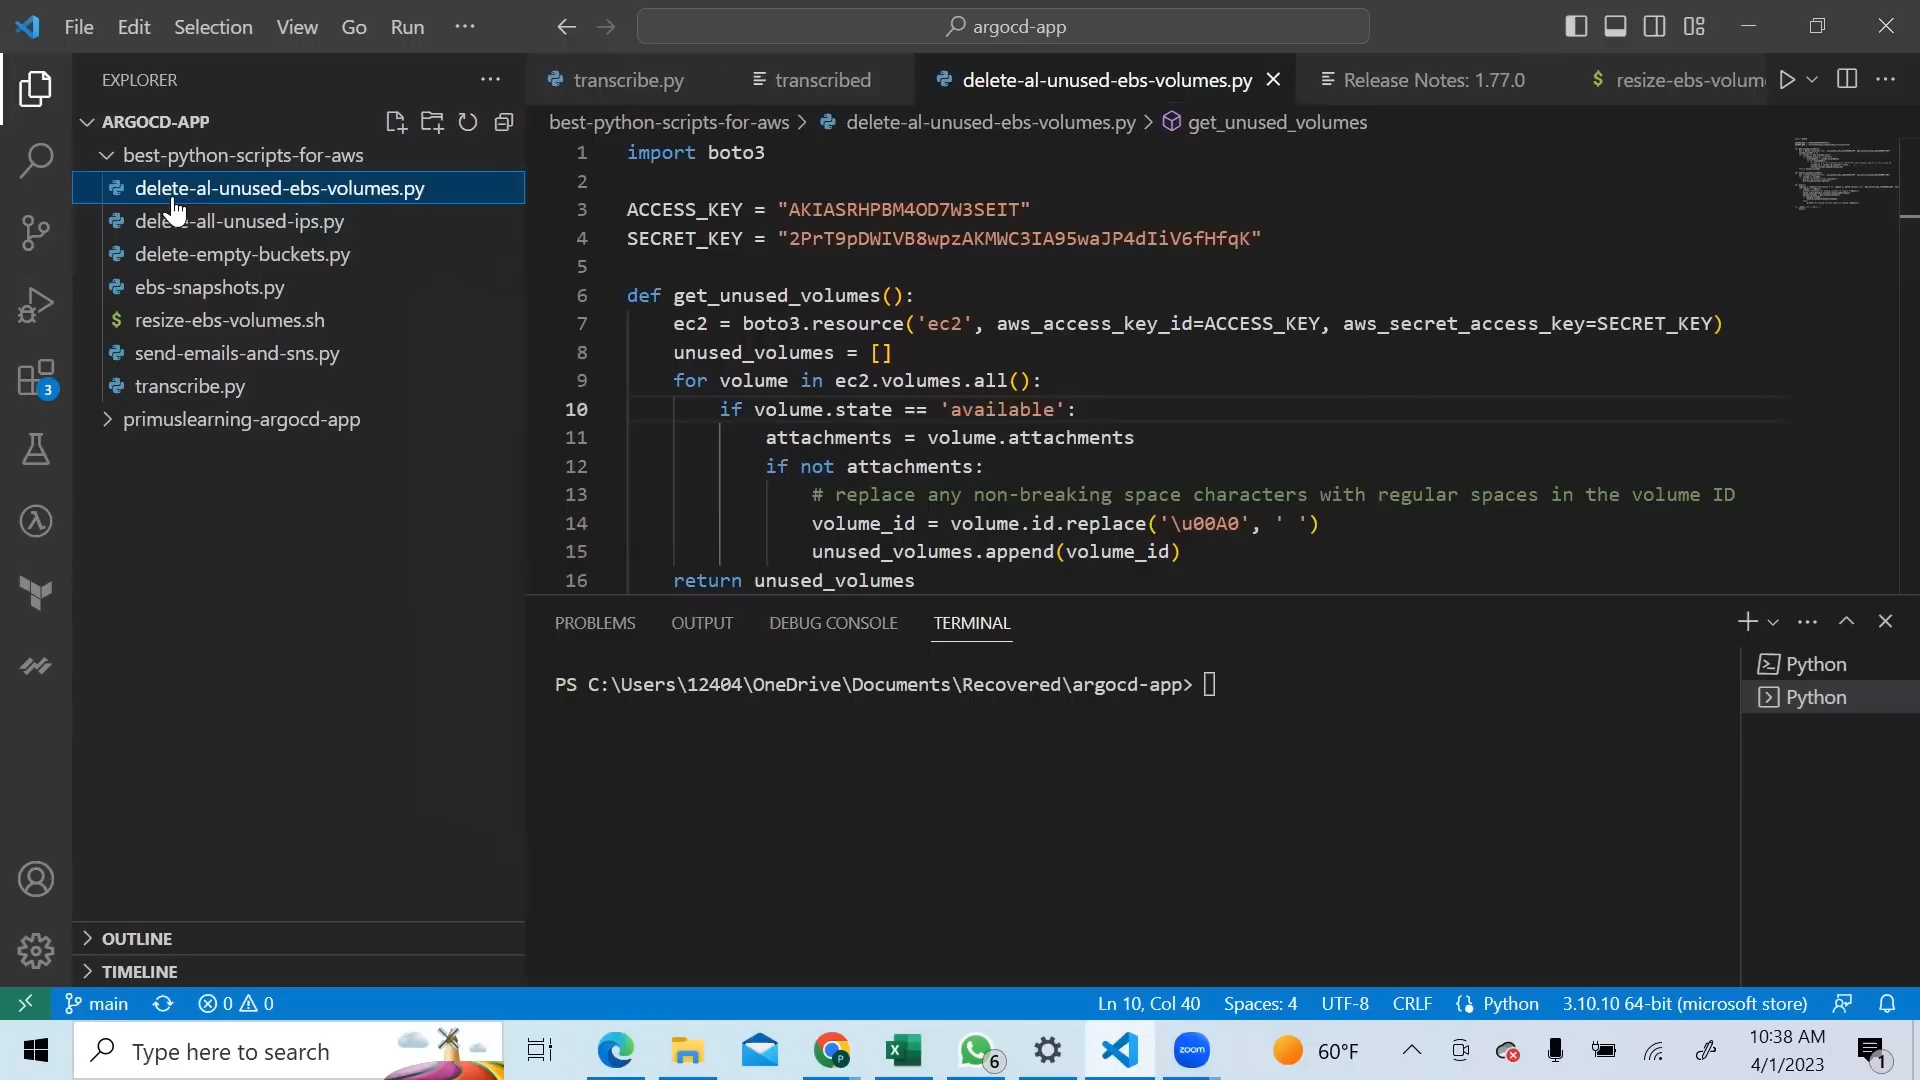 File Edit Selection View Go Run ···
argocd-app
EXPLORER
ARGOCD-APP
best-python-scripts-for-aws
delete-al-unused-ebs-volumes.py
delete-all-unused-ips.py
delete-empty-buckets.py
ebs-snapshots.py
resize-ebs-volumes.sh
send-emails-and-sns.py
transcribe.py
primuslearning-argocd-app
3
OUTLINE
TIMELINE
transcribe.py transcribed delete-al-unused-ebs-volumes.py Release Notes: 1.77.0 $ resize-ebs-volum
best-python-scripts-for-aws > delete-al-unused-ebs-volumes.py > get_unused_volumes
1 import boto3
2
3 ACCESS_KEY = "AKIASRHPBM4OD7W3SEIT"
4 SECRET_KEY = "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"
5
6 def get_unused_volumes():
7 ec2 = boto3.resource('ec2', aws_access_key_id=ACCESS_KEY, aws_secret_access_key=SECRET_KEY)
8 unused_volumes = []
9 for volume in ec2.volumes.all():
10 if volume.state == 'available':
11 attachments = volume.attachments
12 if not attachments:
13 # replace any non-breaking space characters with regular spaces in the volume ID
14 volume_id = volume.id.replace('\u00A0', ' ')
15 unused_volumes.append(volume_id)
16 return unused_volumes
PROBLEMS OUTPUT DEBUG CONSOLE TERMINAL
PS C:\Users\12404\OneDrive\Documents\Recovered\argocd-app>
Python
Python
main 0 0 Ln 10, Col 40 Spaces: 4 UTF-8 CRLF Python 3.10.10 64-bit (microsoft store)
Type here to search P 6 zoom 60°F 10:38 AM
4/1/2023 1